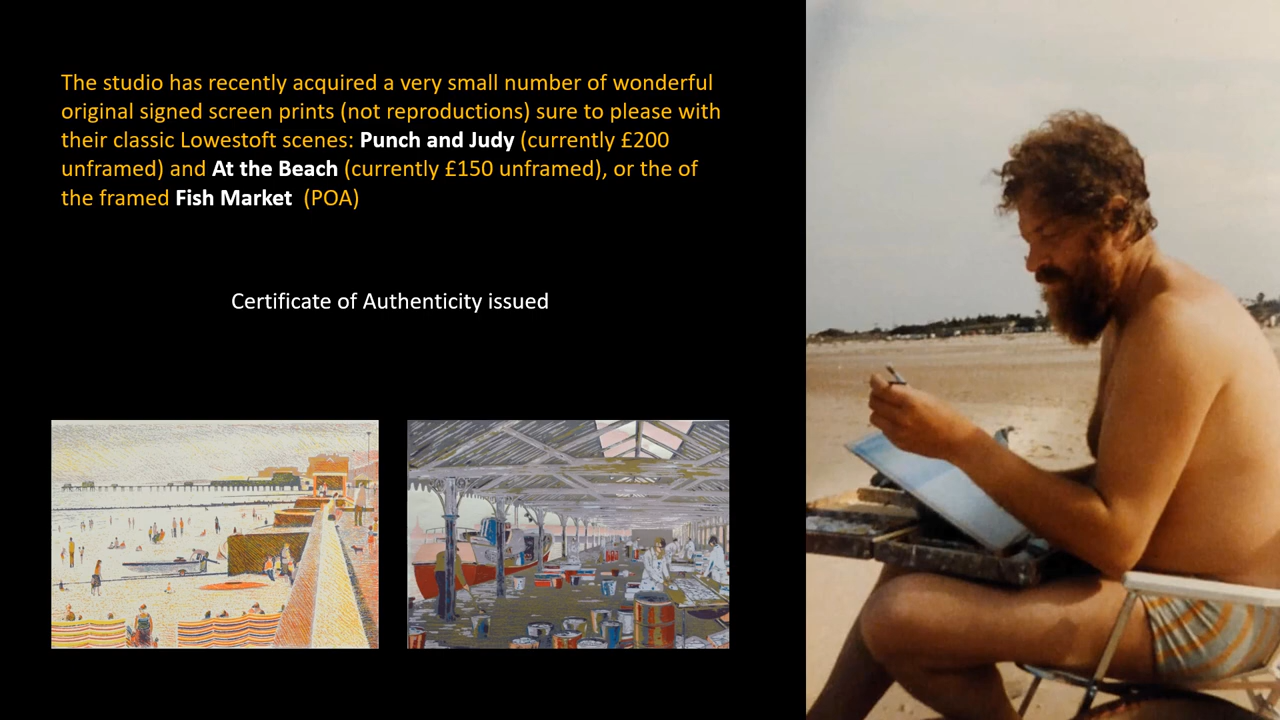 The studio has recently acquired a very small number of wonderful
original signed screen prints (not reproductions) sure to please with
their classic Lowestoft scenes: Punch and Judy (currently £200
unframed) and At the Beach (currently £150 unframed), or the of
the framed Fish Market (POA)
Certificate of Authenticity issued